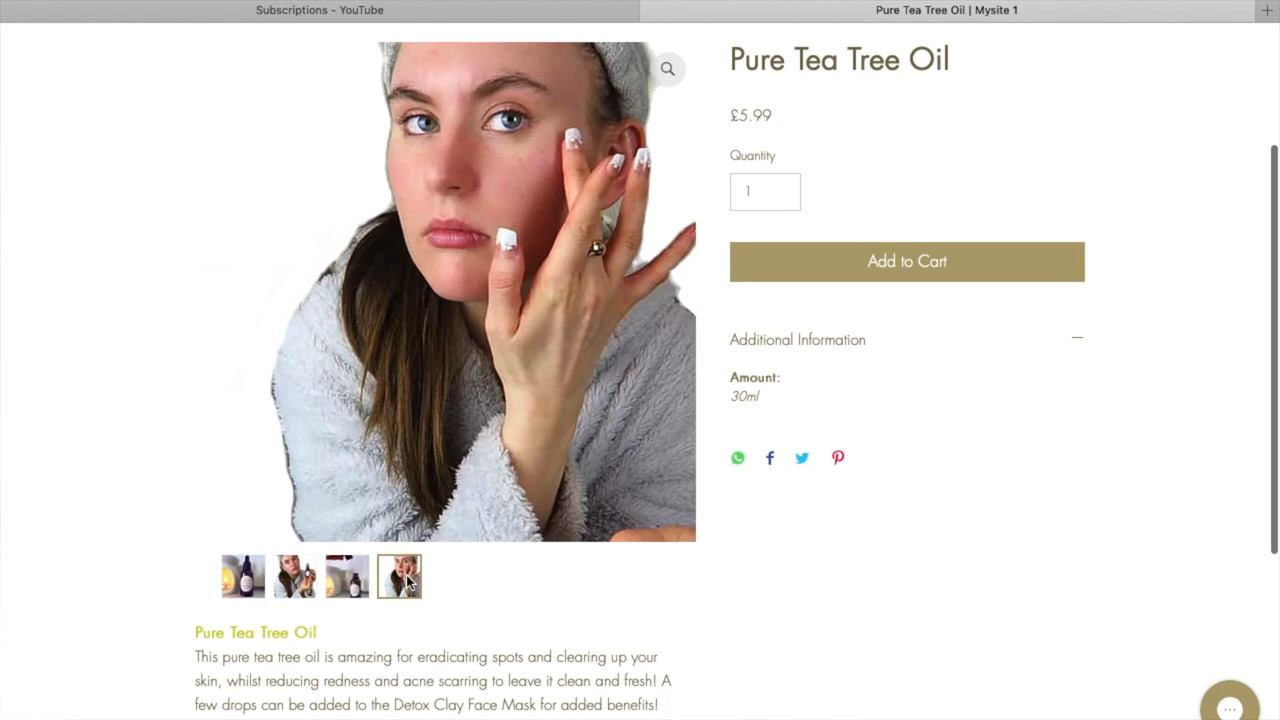 Subscriptions - YouTube
Pure Tea Tree Oil | Mysite 1
Pure Tea Tree Oil
£5.99
Quantity
1
Add to Cart
Additional Information
Amount:
30ml
Pure Tea Tree Oil
This pure tea tree oil is amazing for eradicating spots and clearing up your
skin, whilst reducing redness and acne scarring to leave it clean and fresh! A
few drops can be added to the Detox Clay Face Mask for added benefits!